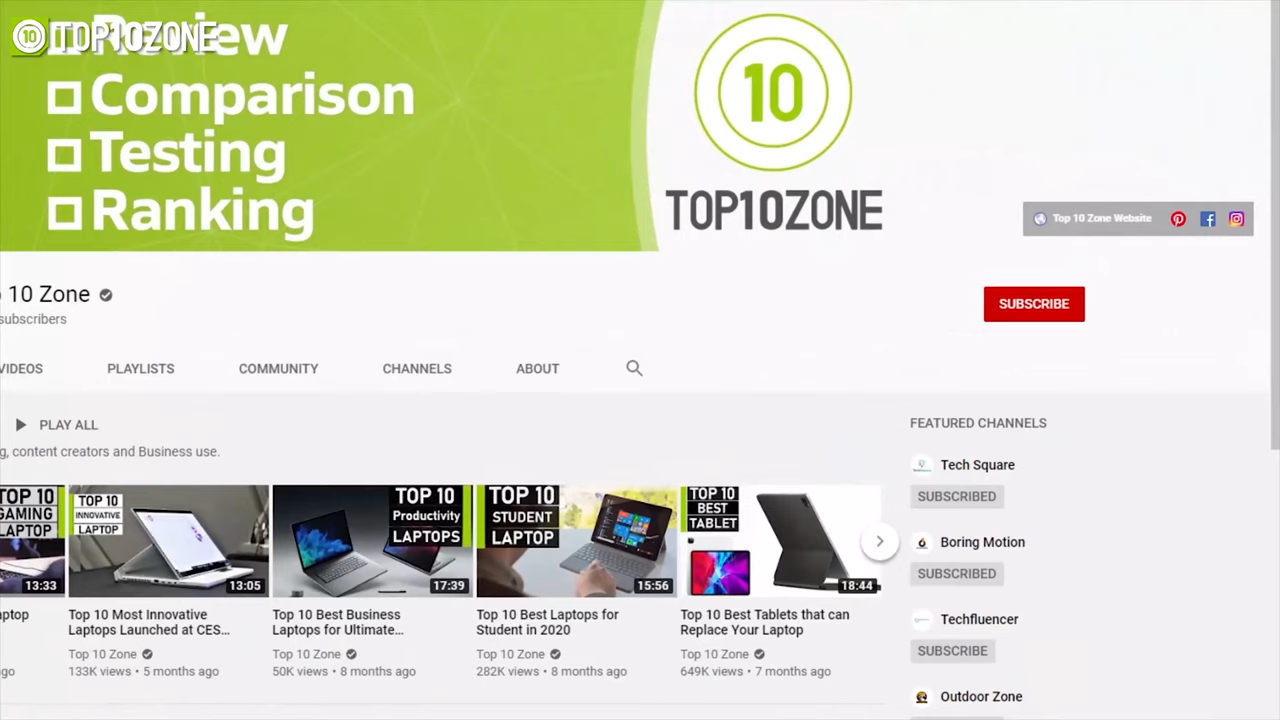 Review
TOP10ZONE
Comparison
Testing
Ranking
10
TOP10ZONE
Top 10 Zone Website
10 Zone
subscribers
SUBSCRIBE
VIDEOS
PLAYLISTS
COMMUNITY
CHANNELS
ABOUT
PLAY ALL
g, content creators and Business use.
FEATURED CHANNELS
Tech Square
SUBSCRIBED
Boring Motion
SUBSCRIBED
Techfluencer
SUBSCRIBE
Outdoor Zone
TOP 10
GAMING
LAPTOP
13:33
TOP 10
INNOVATIVE
LAPTOP
13:05
TOP 10
Productivity
LAPTOPS
17:39
TOP 10
STUDENT
LAPTOP
15:56
TOP 10
BEST
TABLET
18:44
aptop
go
Top 10 Most Innovative
Laptops Launched at CES...
Top 10 Zone
133K views • 5 months ago
Top 10 Best Business
Laptops for Ultimate...
Top 10 Zone
50K views • 8 months ago
Top 10 Best Laptops for
Student in 2020
Top 10 Zone
282K views • 8 months ago
Top 10 Best Tablets that can
Replace Your Laptop
Top 10 Zone
649K views • 7 months ago